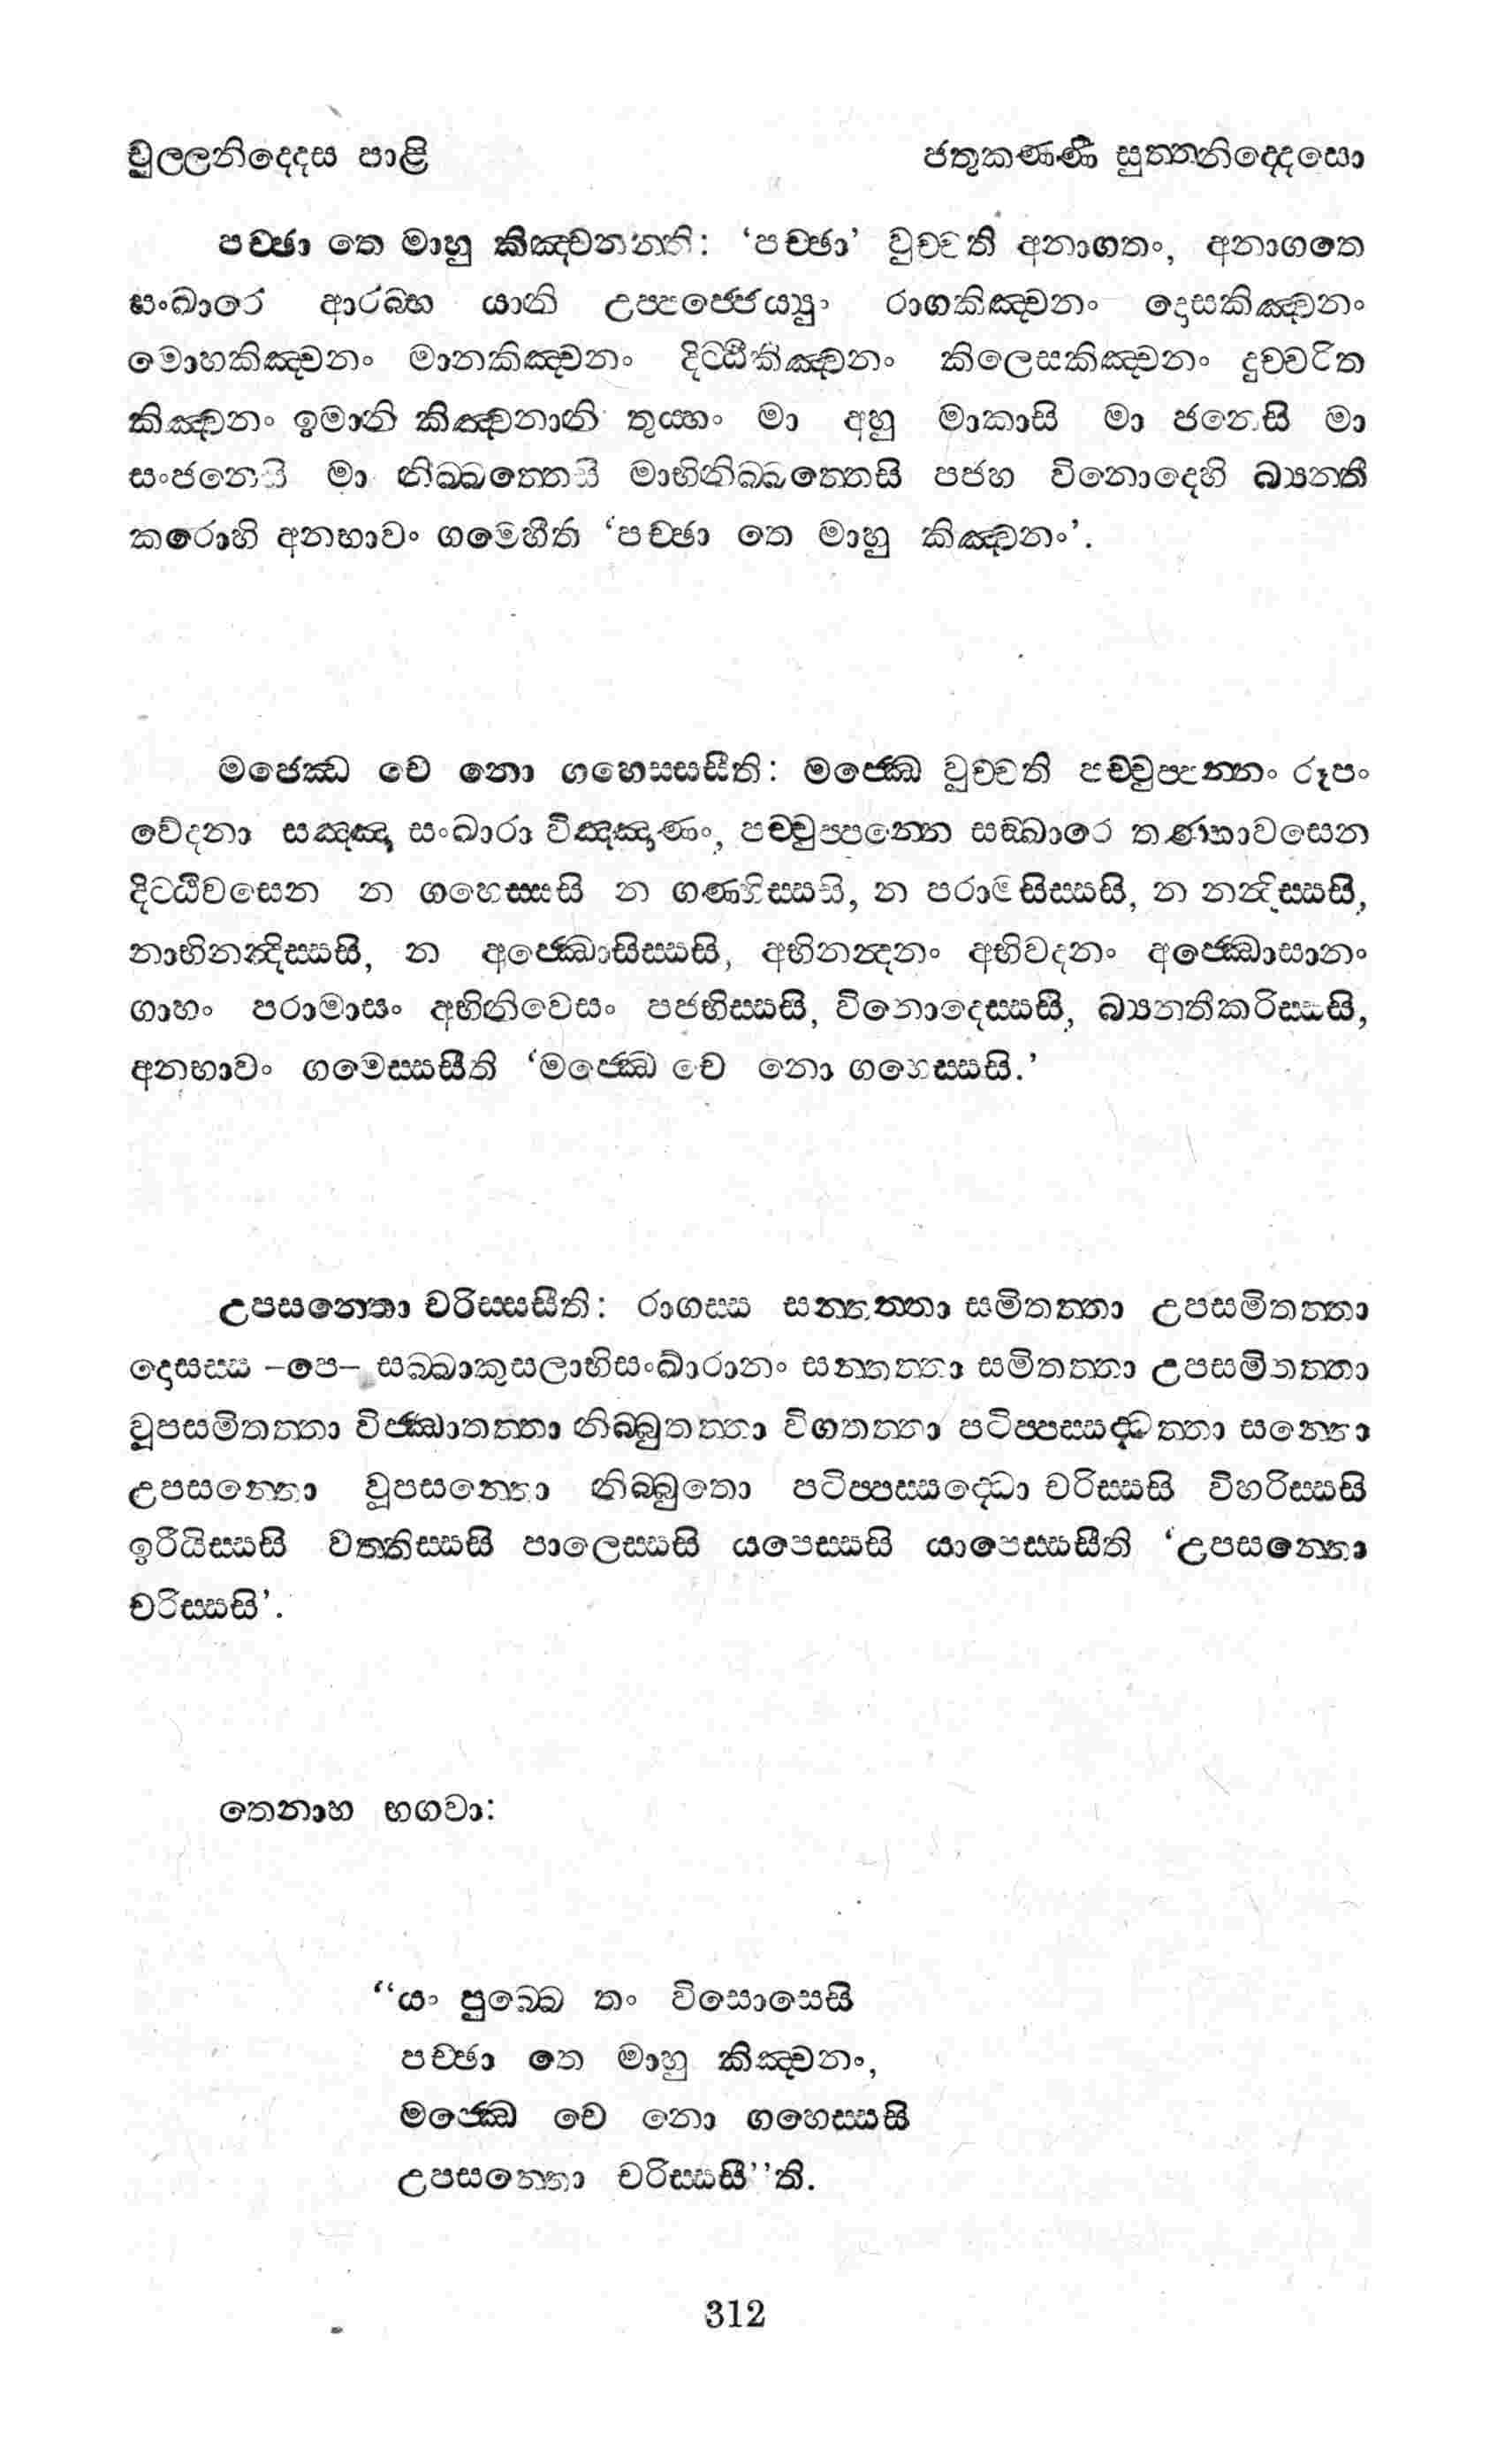 චූලලනිදෙදස පාළි ජතුකණ්ණි සුත්තනිද්දෙසො
පච්ඡා තෙ මාහු කිඤ්චනනති: ‘පච්ඡා’ වුච්චති අනාගතං, අනාගතෙ
සංඛාරෙ ආරබ්භ යානි උප්පජ්ජෙය්‍යුං රාගකිඤ්චනං දොසකිඤ්චනං
මොහකිඤ්චනං මානකිඤ්චනං දිට්ඨිකිඤ්චනං කිලෙසකිඤ්චනං දුච්චරිත
කිඤ්චනං ඉමානි කිඤ්චනානි තුය්හං මා අහු මාකාසි මා ජනෙසි මා
සංජනෙසි මා නිබ්බත්තෙසි මාභිනිබ්බත්තෙසි පජහ විනොදෙහි බ්‍යනතී
කරොහි අනභාවං ගමෙහීති ‘පච්ඡා තෙ මාහු කිඤ්චනං’.
මජෙඣ චෙ නො ගහෙසසසීති: මජ්ඣෙ වුච්චති පච්චුප්පන්නං රූපං
වේදනා සඤ්ඤා සංඛාරා විඤ්ඤාණං, පච්චුප්පන්නෙ සඞ්ඛාරෙ තණ්හාවසෙන
දිට්ඨිවසෙන න ගහෙස්සසි න ගණ්හිස්සසි, න පරාමසිස්සසි, න නන්දිස්සසි,
නාභිනන්දිස්සසි, න අජ්ඣොසිස්සසි, අභිනන්දනං අභිවදනං අජ්ඣොසානං
ගාහං පරාමාසං අභිනිවෙසං පජභිස්සසි, විනොදෙස්සසි, බ්‍යනතීකරිස්සසි,
අනභාවං ගමෙස්සසීති ‘මජ්ඣෙ චෙ නො ගහෙස්සසි.’
උපසනෙතා චරිස්සසීති: රාගස්ස සන්තත්තා සමිතත්තා උපසමිතත්තා
දොසස්ස –පෙ– සබ්බාකුසලාභිසංඛාරානං සන්තත්තා සමිතත්තා උපසමිතත්තා
වූපසමිතත්තා විජ්ඣාතත්තා නිබ්බුතත්තා විගතත්තා පටිප්පස්සද්ධත්තා සන්තො
උපසන්තො වූපසන්තො නිබ්බුතො පටිප්පස්සද්ධො චරිස්සසි විහරිස්සසි
ඉරීයිස්සසි වත්තිස්සසි පාලෙස්සසි යපෙස්සසි යාපෙස්සසීති ‘උපසන්තො
චරිස්සසි’.
තෙනාහ භගවා:
“යං පුබ්බෙ තං විසොසෙසි
පච්ඡා තෙ මාහු කිඤ්චනං,
මජ්ඣෙ චෙ නො ගහෙස්සසි
උපසන්තො චරිස්සසී”ති.
312